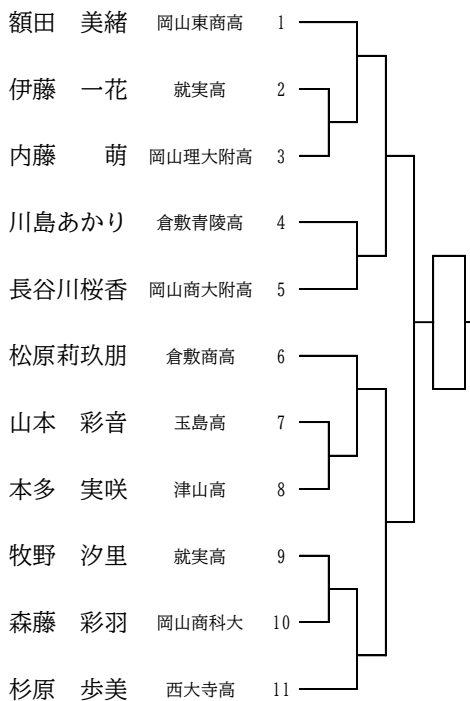 額田 美緒 岡山東商高 1
伊藤 一花 就実高 2
内藤 萌 岡山理大附高 3
川島あかり 倉敷青陵高 4
長谷川桜香 岡山商大附高 5
松原莉玖朋 倉敷商高 6
山本 彩音 玉島高 7
本多 実咲 津山高 8
牧野 汐里 就実高 9
森藤 彩羽 岡山商科大 10
杉原 歩美 西大寺高 11